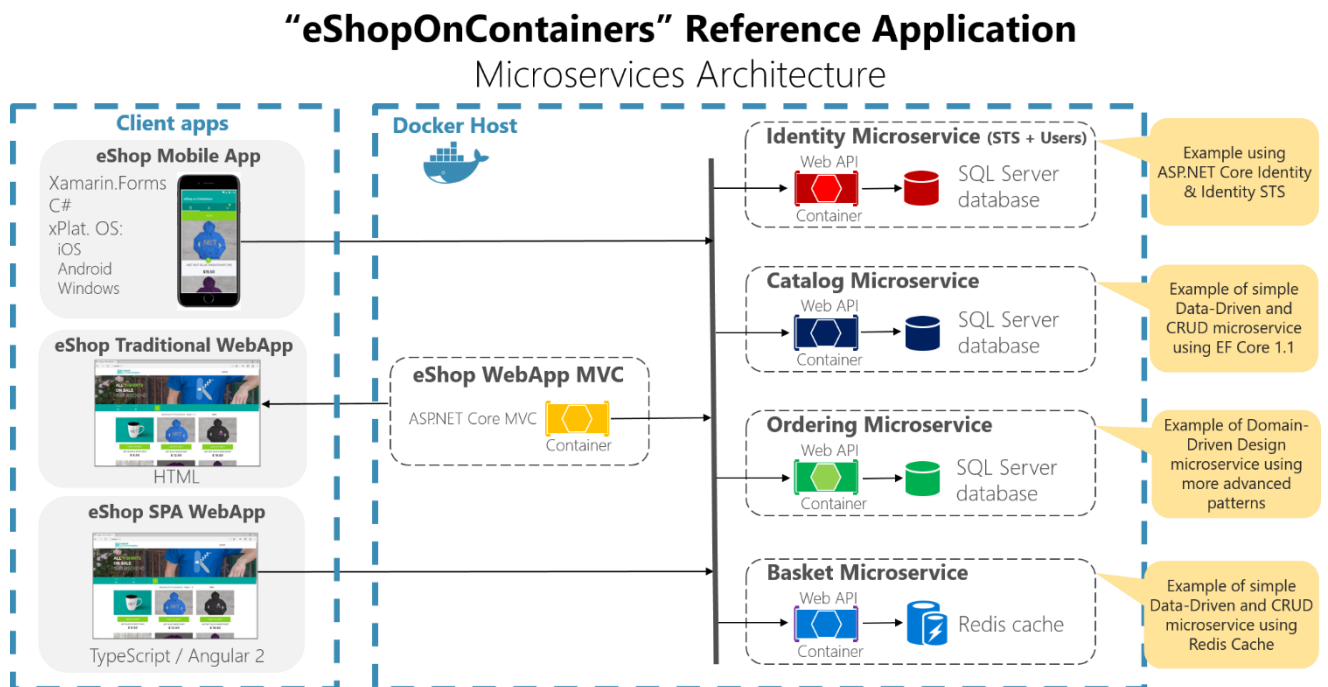 “eShopOnContainers” Reference Application
Microservices Architecture
Client apps
eShop Mobile App
Xamarin.Forms
C#
xPlat. OS:
iOS
Android
Windows
eShop Traditional WebApp
HTML
eShop SPA WebApp
TypeScript / Angular 2
Docker Host
eShop WebApp MVC
ASP.NET Core MVC
Container
Identity Microservice (STS + Users)
Web API
Container
SQL Server
database
Catalog Microservice
Web API
Container
SQL Server
database
Ordering Microservice
Web API
Container
SQL Server
database
Basket Microservice
Web API
Container
Redis cache
Example using
ASP.NET Core Identity
& Identity STS
Example of simple
Data-Driven and
CRUD microservice
using EF Core 1.1
Example of Domain-
Driven Design
microservice using
more advanced
patterns
Example of simple
Data-Driven and CRUD
microservice using
Redis Cache